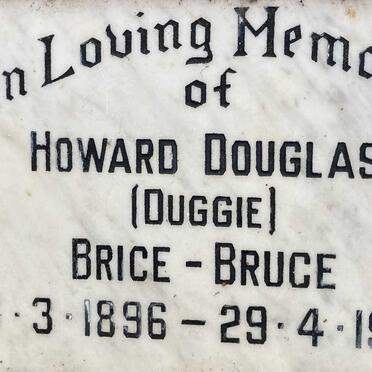 n Loving Memo
of
HOWARD DOUGLAS
(DUGGIE)
BRICE - BRUCE
· 3 · 1896 — 29 · 4 · 19